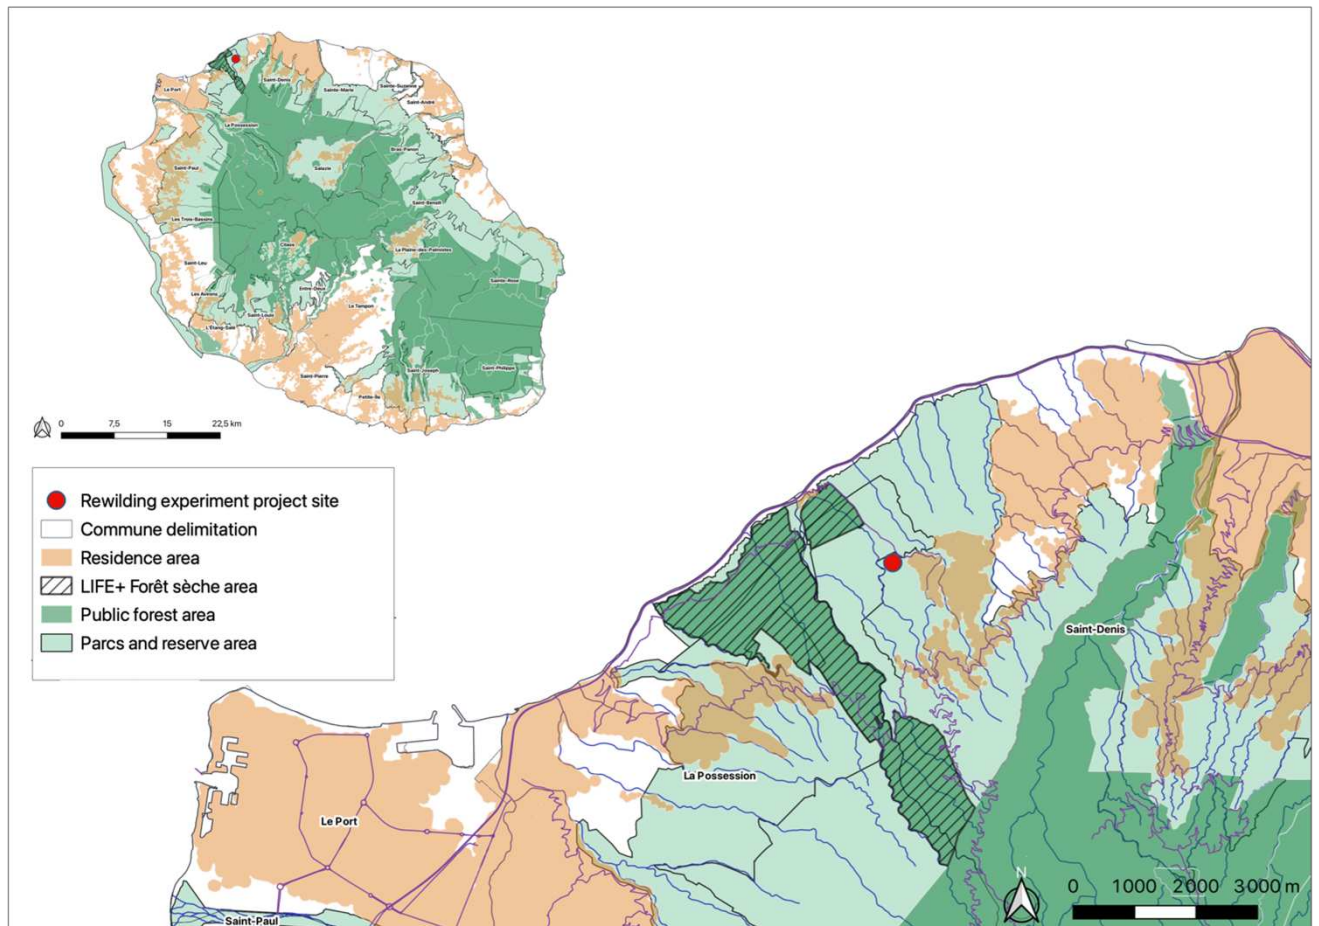 Saint-Denis
Le Port
Sainte-Marie
Sainte-Suzanne
Saint-André
La Possession
Bras-Panon
Saint-Paul
Salazie
Saint-Benoît
Les Trois-Bassins
Cilaos
La Plaine-des-Palmistes
Saint-Leu
Sainte-Rose
Entre-Deux
Les Avirons
Le Tampon
Saint-Louis
L'Étang-Salé
Saint-Pierre
Saint-Joseph
Saint-Philippe
Petite-Île
0 7,5 15 22,5 km
Rewilding experiment project site
Commune delimitation
Residence area
LIFE+ Forêt sèche area
Public forest area
Parcs and reserve area
Saint-Denis
La Possession
Le Port
Saint-Paul
N
0 1000 2000 3000 m